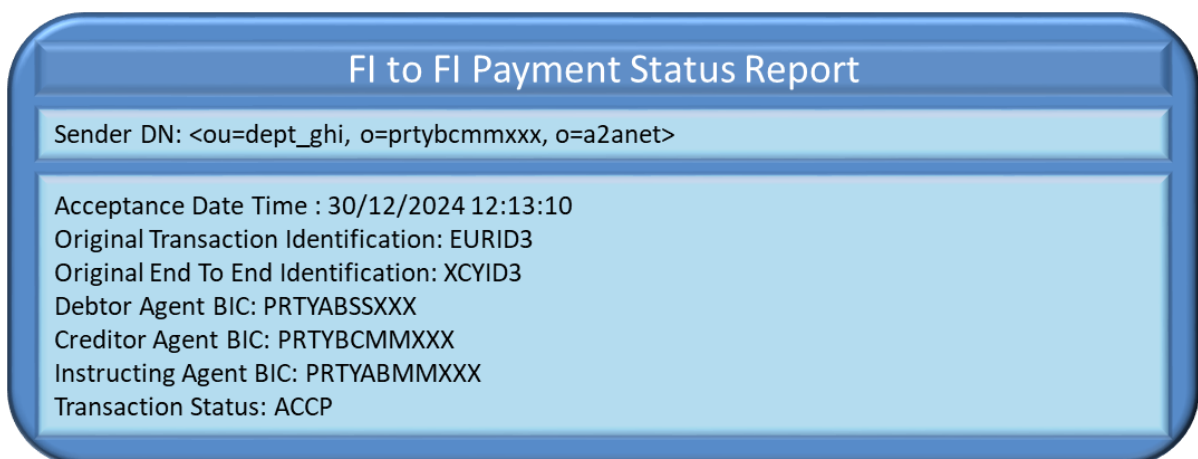 FI to FI Payment Status Report
Sender DN: <ou=dept_ghi, o=prtybcmmxxx, o=a2anet>
Acceptance Date Time : 30/12/2024 12:13:10
Original Transaction Identification: EURID3
Original End To End Identification: XCYID3
Debtor Agent BIC: PRTYABSSXXX
Creditor Agent BIC: PRTYBCMMXXX
Instructing Agent BIC: PRTYABMMXXX
Transaction Status: ACCP